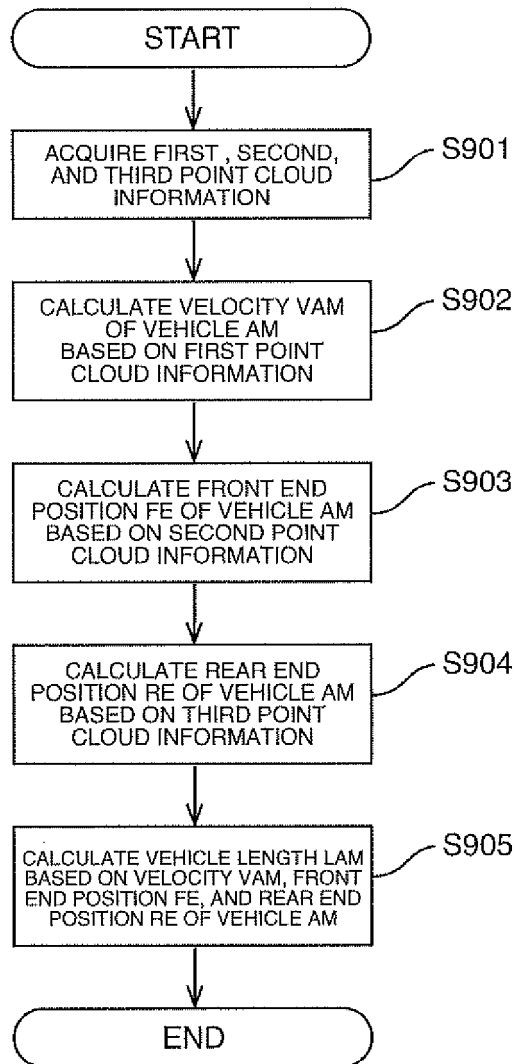 START
ACQUIRE FIRST , SECOND,
AND THIRD POINT CLOUD
INFORMATION
S901
CALCULATE VELOCITY VAM
OF VEHICLE AM
BASED ON FIRST POINT
CLOUD INFORMATION
S902
CALCULATE FRONT END
POSITION FE OF VEHICLE AM
BASED ON SECOND POINT
CLOUD INFORMATION
S903
CALCULATE REAR END
POSITION RE OF VEHICLE AM
BASED ON THIRD POINT
CLOUD INFORMATION
S904
CALCULATE VEHICLE LENGTH LAM
BASED ON VELOCITY VAM, FRONT
END POSITION FE, AND REAR END
POSITION RE OF VEHICLE AM
S905
END